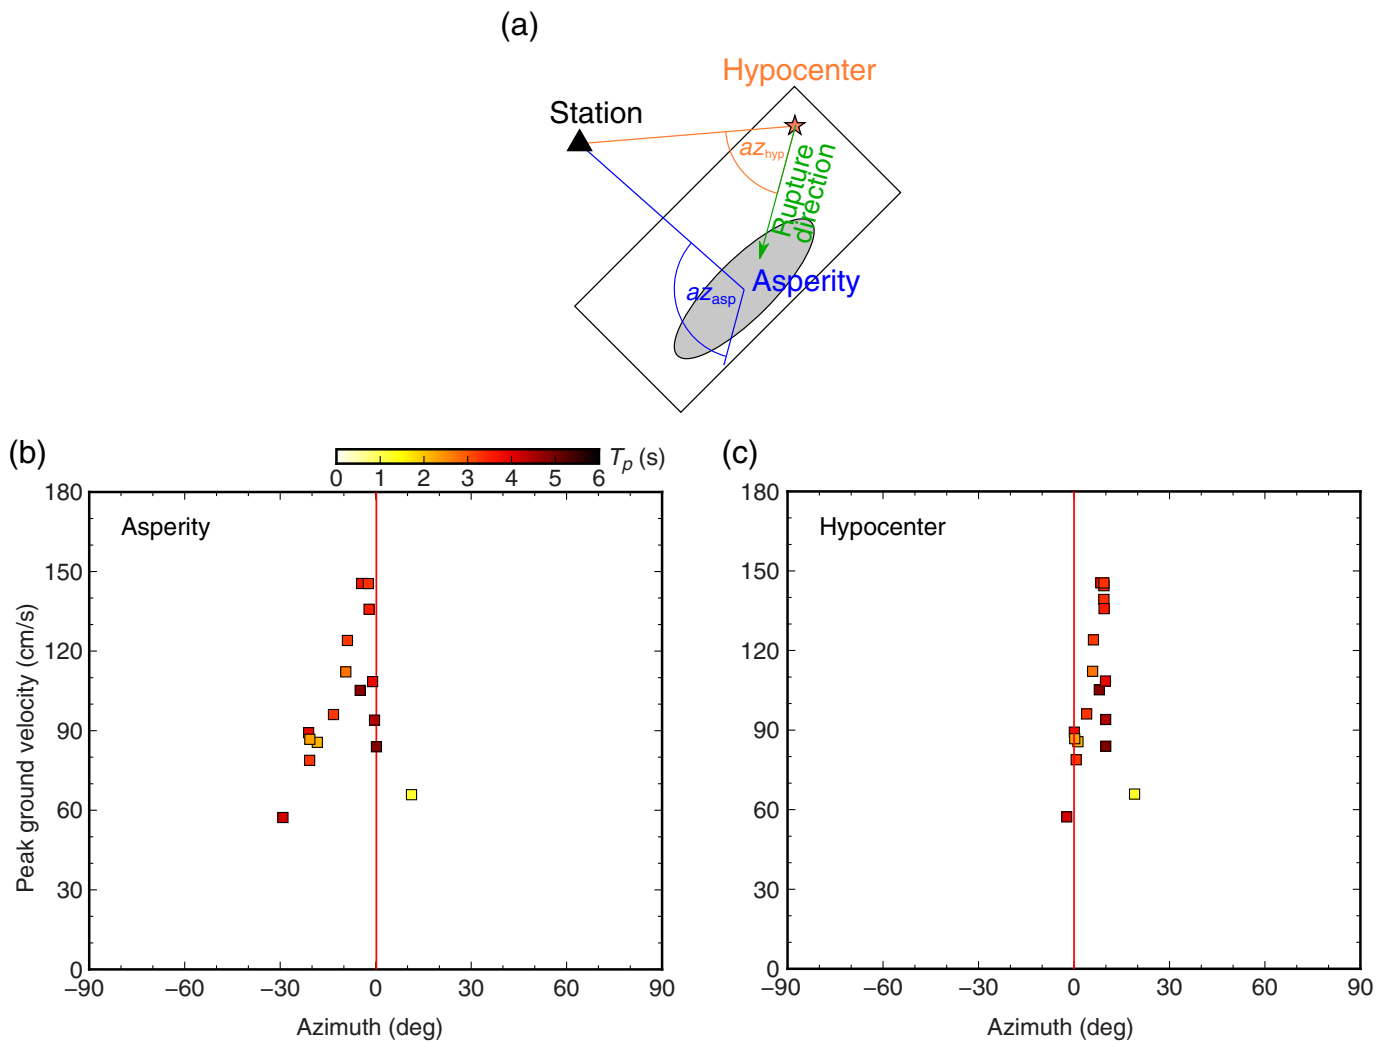 (a)
Hypocenter
Station
az_hyp
Rupture
direction
Asperity
az_asp
(b)
T_p (s)
0 1 2 3 4 5 6
(c)
Asperity
180
150
120
90
60
30
0
Peak ground velocity (cm/s)
−90 −60 −30 0 30 60 90
Azimuth (deg)
Hypocenter
180
150
120
90
60
30
0
−90 −60 −30 0 30 60 90
Azimuth (deg)